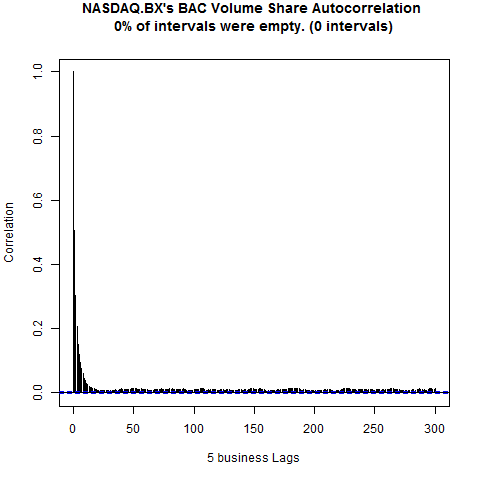 NASDAQ.BX's BAC Volume Share Autocorrelation
0% of intervals were empty. (0 intervals)
Correlation
1.0
0.8
0.6
0.4
0.2
0.0
0 50 100 150 200 250 300
5 business Lags